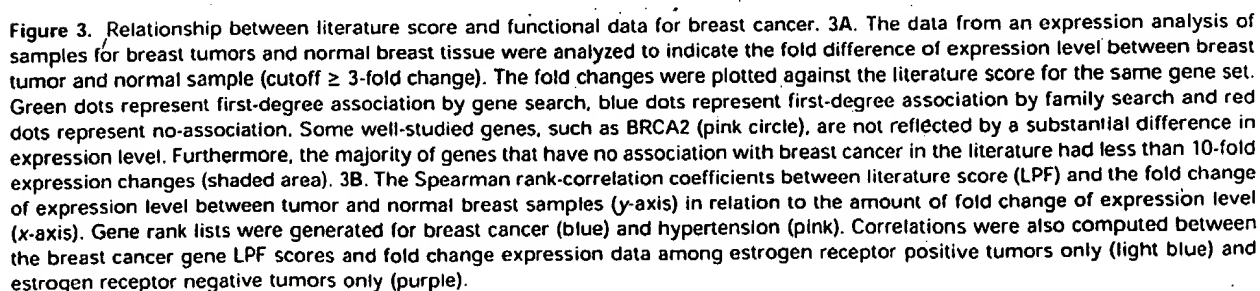 Figure 3. Relationship between literature score and functional data for breast cancer. 3A. The data from an expression analysis of
samples for breast tumors and normal breast tissue were analyzed to indicate the fold difference of expression level between breast
tumor and normal sample (cutoff ≥ 3-fold change). The fold changes were plotted against the literature score for the same gene set.
Green dots represent first-degree association by gene search, blue dots represent first-degree association by family search and red
dots represent no-association. Some well-studied genes, such as BRCA2 (pink circle), are not reflected by a substantial difference in
expression level. Furthermore, the majority of genes that have no association with breast cancer in the literature had less than 10-fold
expression changes (shaded area). 3B. The Spearman rank-correlation coefficients between literature score (LPF) and the fold change
of expression level between tumor and normal breast samples (y-axis) in relation to the amount of fold change of expression level
(x-axis). Gene rank lists were generated for breast cancer (blue) and hypertension (pink). Correlations were also computed between
the breast cancer gene LPF scores and fold change expression data among estrogen receptor positive tumors only (light blue) and
estrogen receptor negative tumors only (purple).